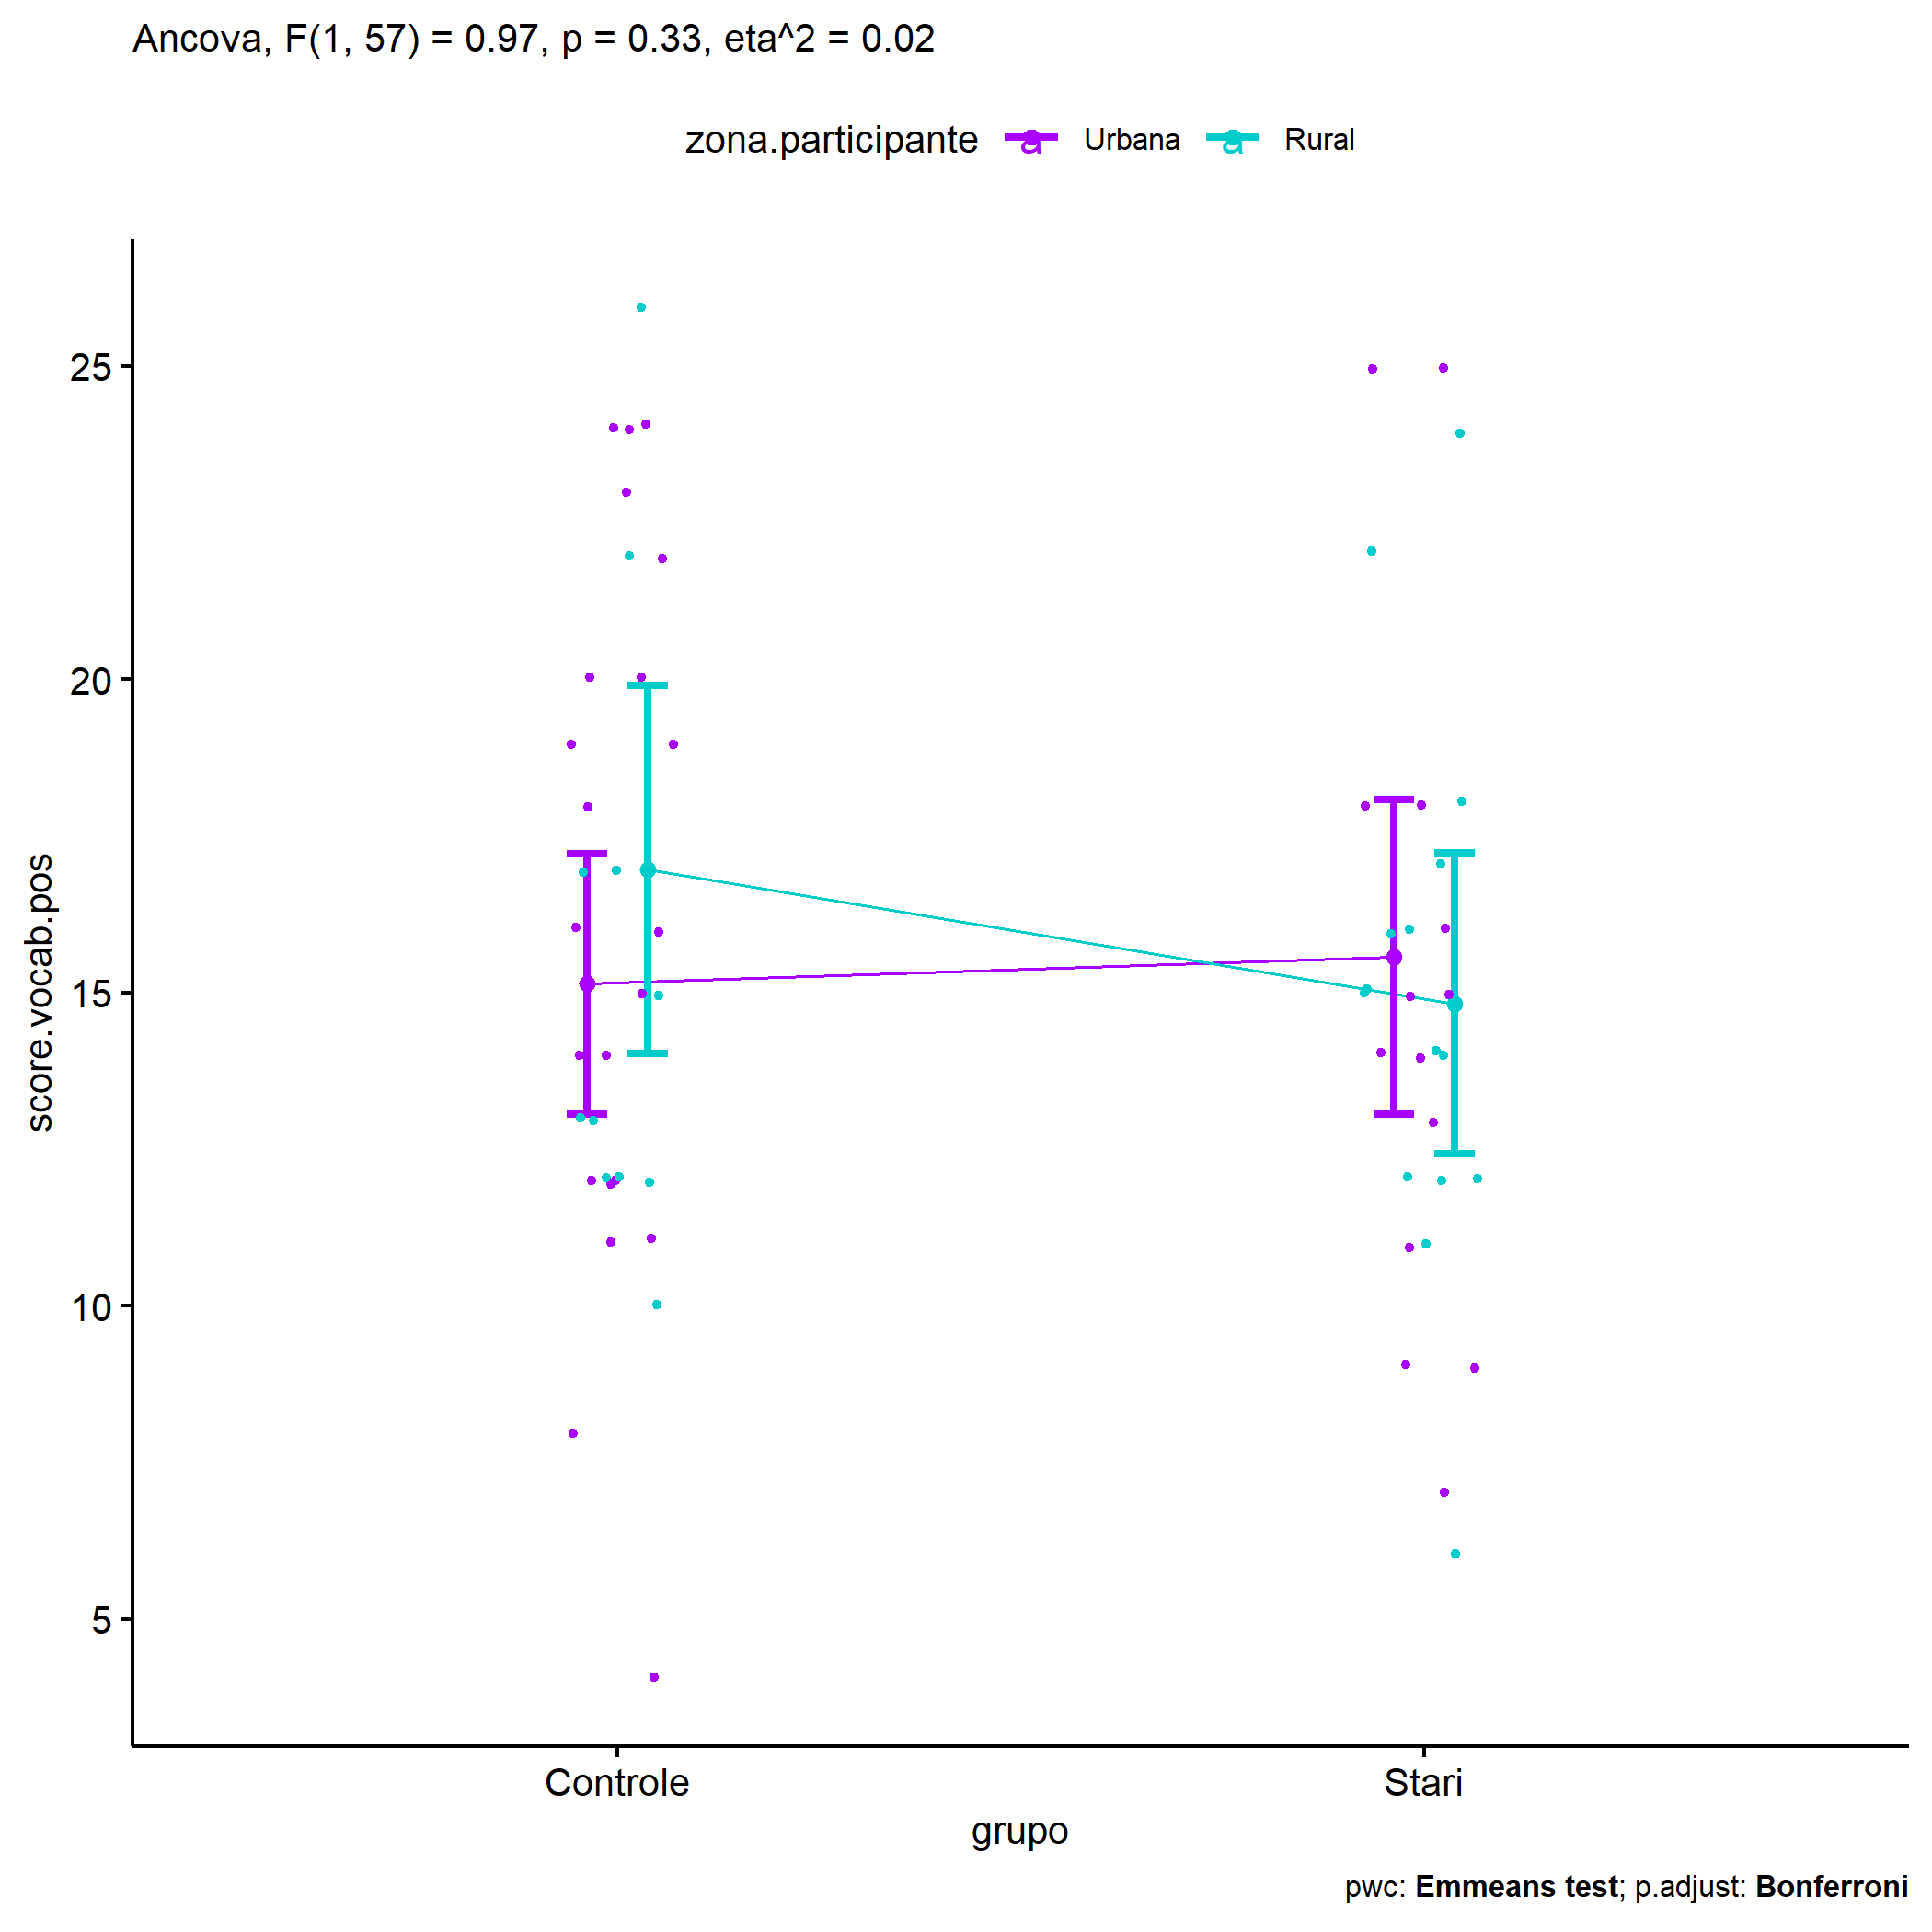 Ancova, F(1, 57) = 0.97, p = 0.33, eta^2 = 0.02
zona.participante a Urbana a Rural
25
20
15
10
5
score.vocab.pos
Controle Stari
grupo
pwc: Emmeans test; p.adjust: Bonferroni